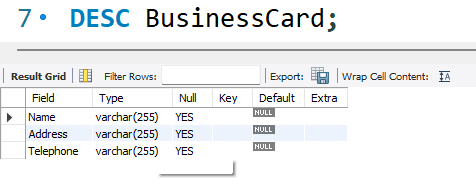 7 DESC BusinessCard;
Result Grid Filter Rows: Export: Wrap Cell Content: IA
Field Type Null Key Default Extra
Name varchar(255) YES NULL
Address varchar(255) YES NULL
Telephone varchar(255) YES NULL